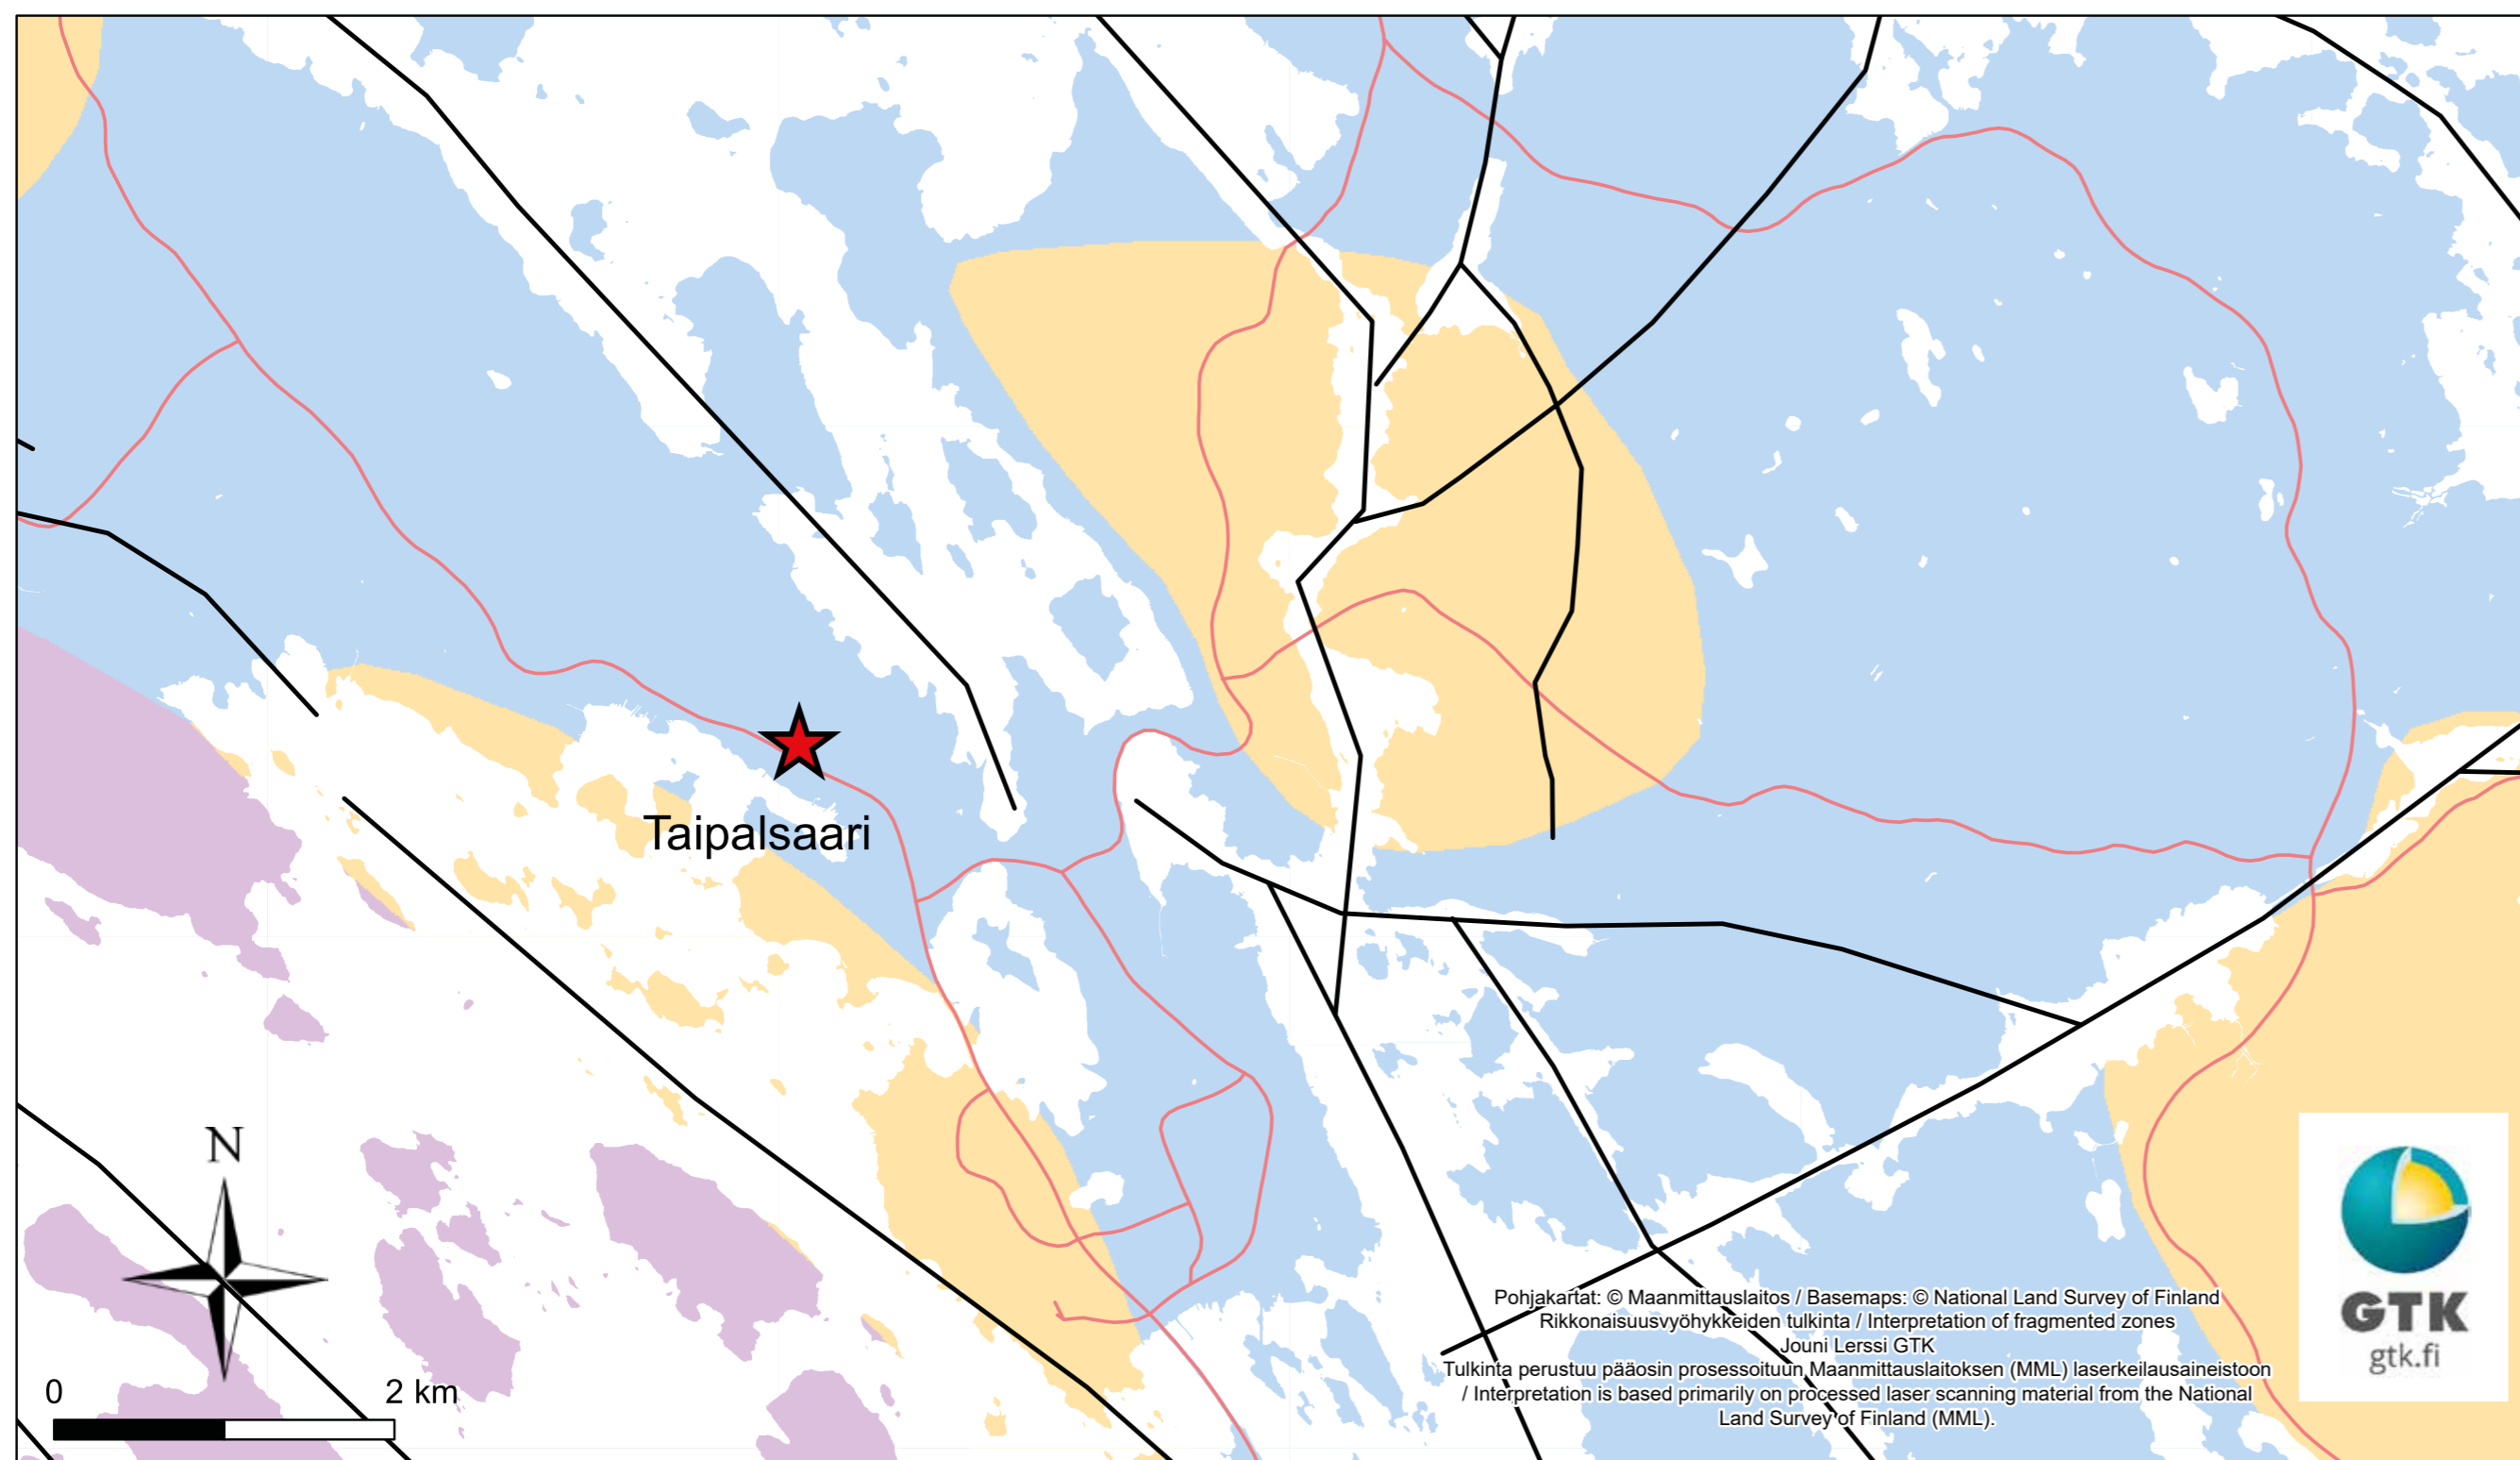 Taipalsaari
N
0 2 km
Pohjakartat: © Maanmittauslaitos / Basemaps: © National Land Survey of Finland
Rikkonaisuusvyöhykkeiden tulkinta / Interpretation of fragmented zones
Jouni Lerssi GTK
Tulkinta perustuu pääosin prosessoituun Maanmittauslaitoksen (MML) laserkeilausaineistoon
/ Interpretation is based primarily on processed laser scanning material from the National
Land Survey of Finland (MML).
GTK
gtk.fi